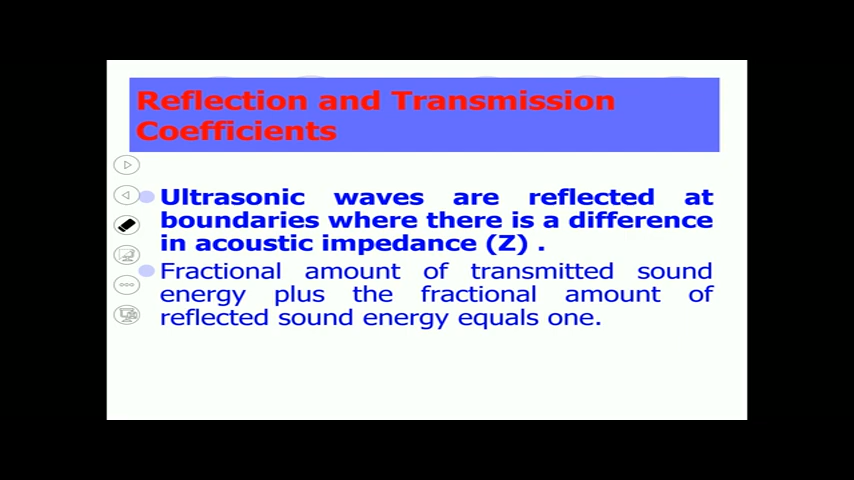 Reflection and Transmission
Coefficients
Ultrasonic waves are reflected at
boundaries where there is a difference
in acoustic impedance (Z) .
Fractional amount of transmitted sound
energy plus the fractional amount of
reflected sound energy equals one.